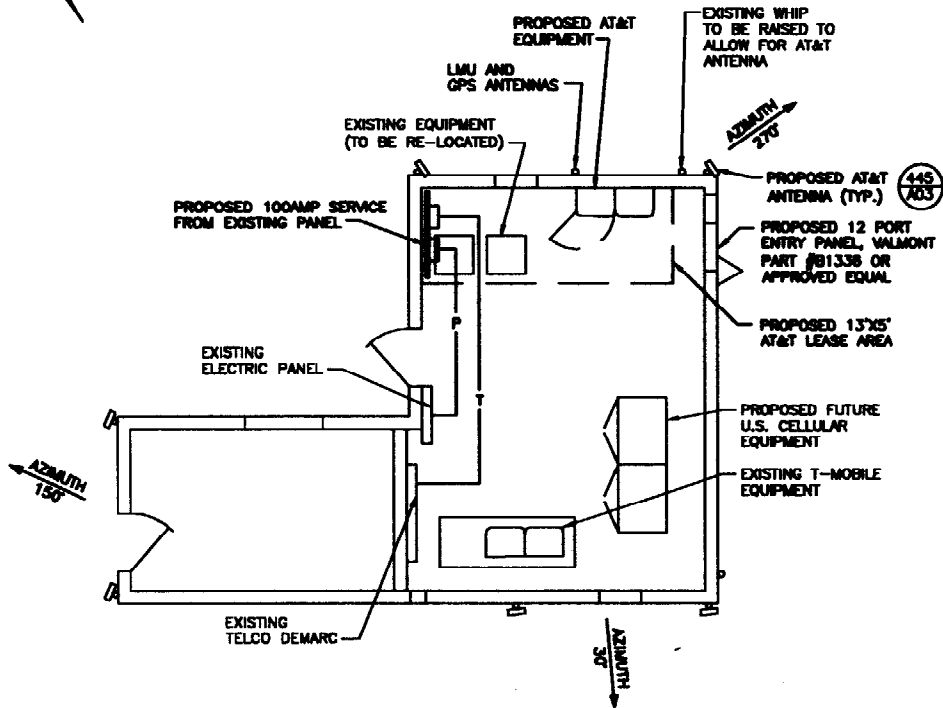 PROPOSED AT&T
EQUIPMENT
EXISTING WHIP
TO BE RAISED TO
ALLOW FOR AT&T
ANTENNA
LMU AND
GPS ANTENNAS
AZIMUTH
270°
EXISTING EQUIPMENT
(TO BE RE-LOCATED)
PROPOSED AT&T
ANTENNA (TYP.)
445
A03
PROPOSED 100AMP SERVICE
FROM EXISTING PANEL
PROPOSED 12 PORT
ENTRY PANEL, VALMONT
PART #B1338 OR
APPROVED EQUAL
P
PROPOSED 13'X5'
AT&T LEASE AREA
EXISTING
ELECTRIC PANEL
T
PROPOSED FUTURE
U.S. CELLULAR
EQUIPMENT
AZIMUTH
150°
EXISTING T-MOBILE
EQUIPMENT
EXISTING
TELCO DEMARC
AZIMUTH
30°